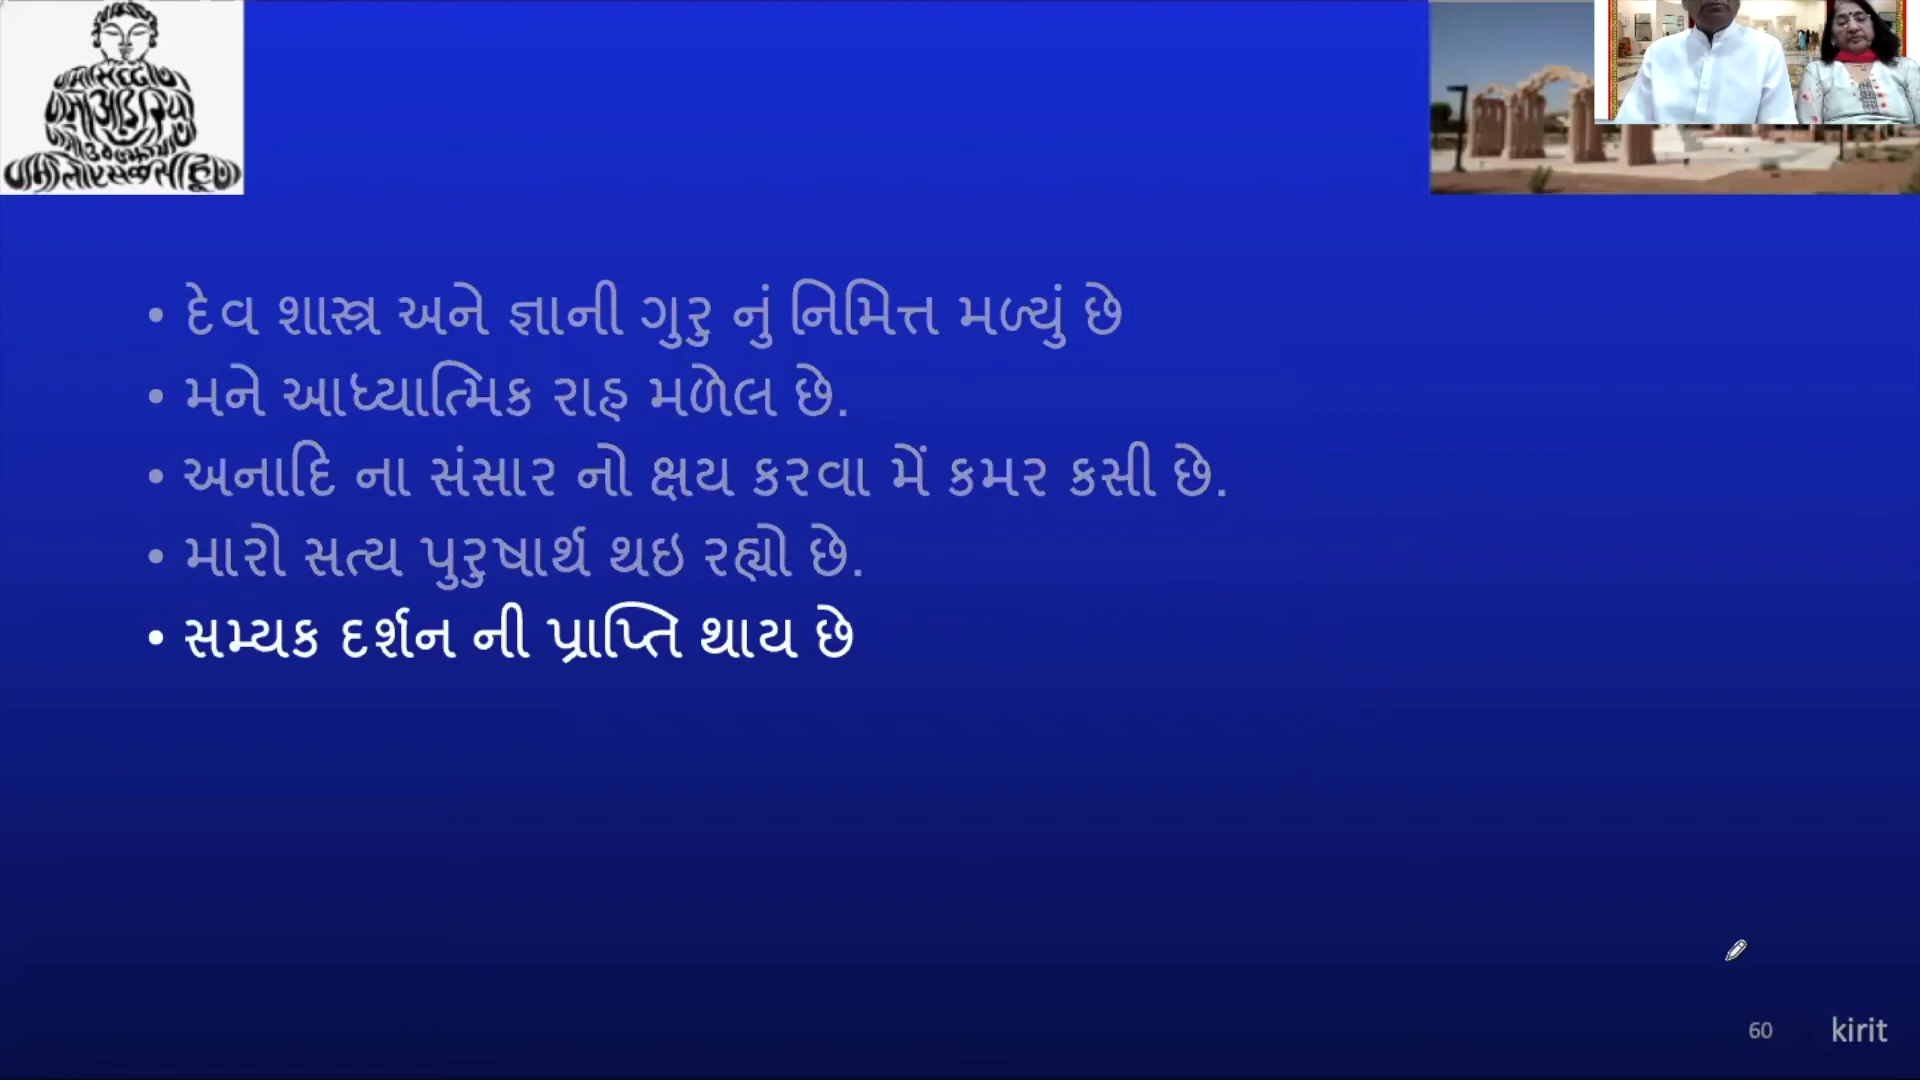 દેવ શાસ્ત્ર અને જ્ઞાની ગુરુ નું નિમિત્ત મળ્યું છે
મને આધ્યાત્મિક રાહ મળેલ છે.
અનાદિ ના સંસાર નો ક્ષય કરવા મેં કમર કસી છે.
મારો સત્ય પુરુષાર્થ થઇ રહ્યો છે.
સમ્યક દર્શન ની પ્રાપ્તિ થાય છે
60
kirit